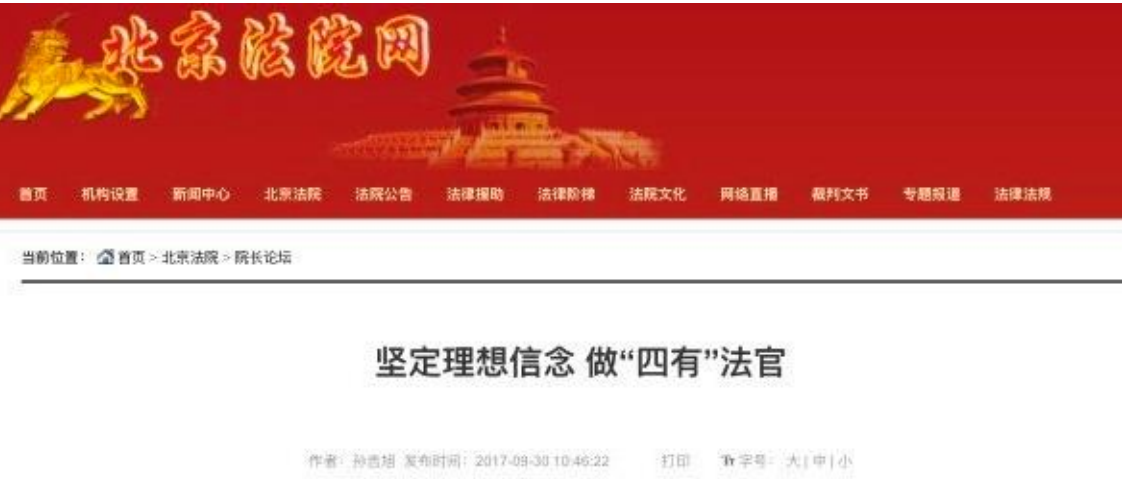 北京法院网
首页 机构设置 新闻中心 北京法院 法院公告 法律援助 法律阶梯 法院文化 网络直播 裁判文书 专题报道 法律法规
当前位置： 首页 > 北京法院 > 院长论坛
坚定理想信念 做“四有”法官
作者： 发布时间：2017-09-30 10:46:22 打印 Tr 字号： 大 | 中 | 小